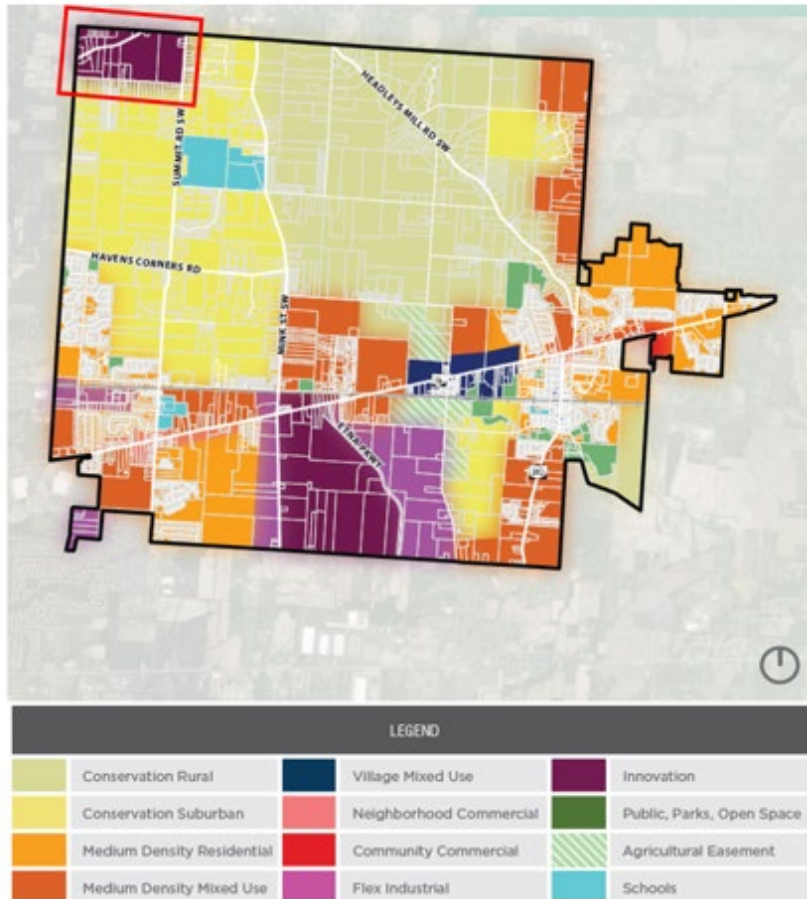 HEADLEYS MILL RD SW
SUMMIT RD SW
HAVENS CORNERS RD
MINK ST SW
ETNA PKWY
LEGEND
Conservation Rural
Village Mixed Use
Innovation
Conservation Suburban
Neighborhood Commercial
Public, Parks, Open Space
Medium Density Residential
Community Commercial
Agricultural Easement
Medium Density Mixed Use
Flex Industrial
Schools